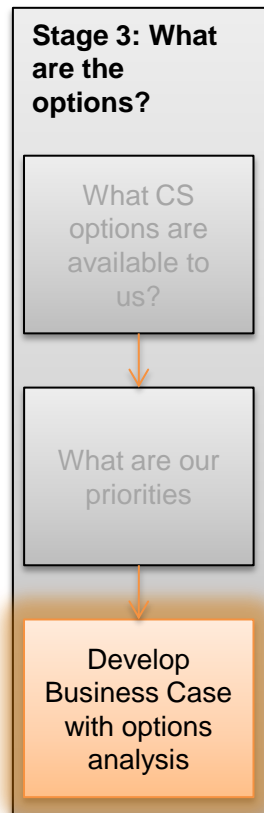 Stage 3: What
are the
options?
What CS
options are
available to
us?
What are our
priorities
Develop
Business Case
with options
analysis